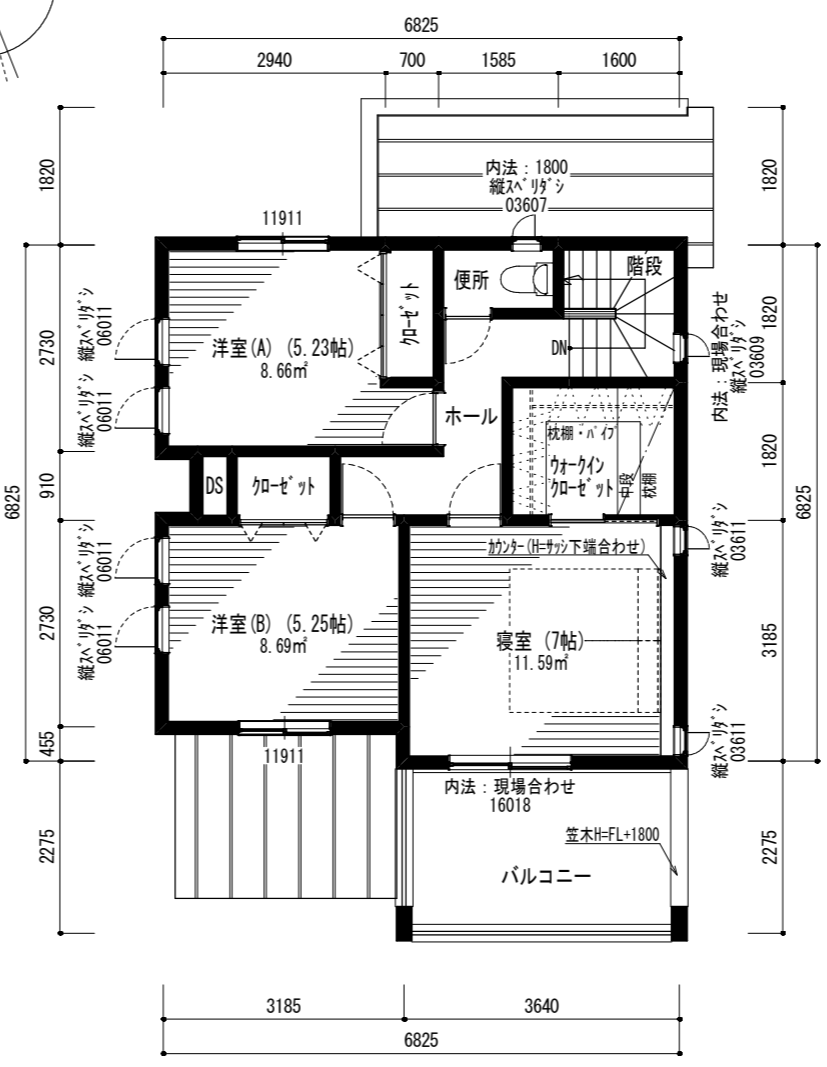 6825
2940
700
1585
1600
1820
1820
内法：1800
縦スベリダシ
03607
11911
便所
階段
クローゼット
縦スベリダシ
06011
洋室(A) (5.23帖)
8.66㎡
DN
2730
1820
内法：現場合わせ
縦スベリダシ
03609
縦スベリダシ
06011
ホール
枕棚・パイプ
ウォークイン
クローゼット
中段
枕棚
6825
910
DS
クローゼット
1820
6825
縦スベリダシ
06011
カウンター(H=サッシ下端合わせ)
縦スベリダシ
03611
2730
洋室(B) (5.25帖)
8.69㎡
寝室 (7帖)
11.59㎡
3185
縦スベリダシ
06011
455
11911
縦スベリダシ
03611
内法：現場合わせ
16018
2275
笠木H=FL+1800
2275
バルコニー
3185
3640
6825